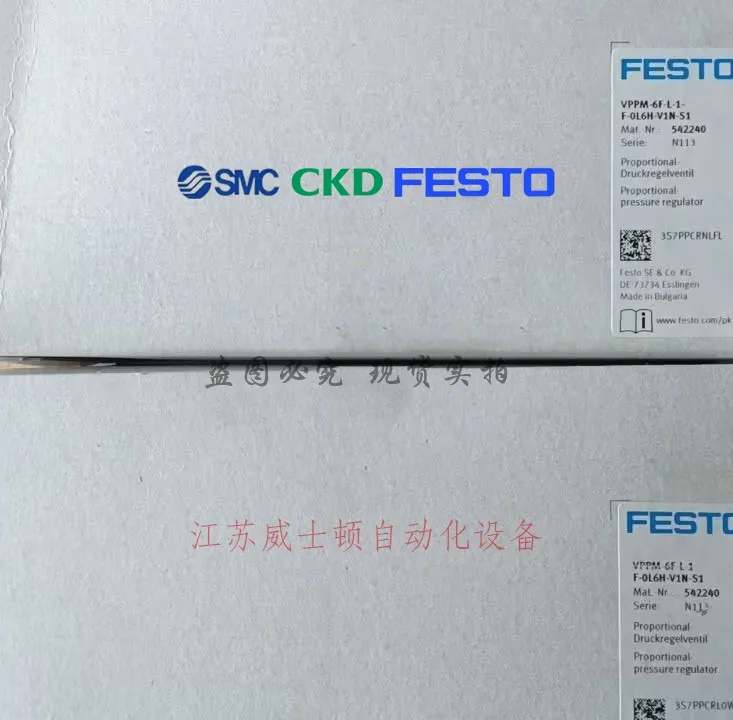 FESTO
VPPM-6F-L-1-
F-0L6H-V1N-S1
Mat. Nr.: 542240
Serie: N113
Proportional-
Druckregelventil
Proportional-
pressure regulator
3S7PPCRNLFL
Festo SE & Co. KG
DE-73734 Esslingen
Made in Bulgaria
www.festo.com/pk
SMC CKD FESTO
盗图必究 现货实拍
江苏威士顿自动化设备
FESTO
VPPM-6F-L-1
F-0L6H-V1N-S1
Mat. Nr.: 542240
Serie: N113
Proportional-
Druckregelventil
Proportional-
pressure regulator
3S7PPCRLOW